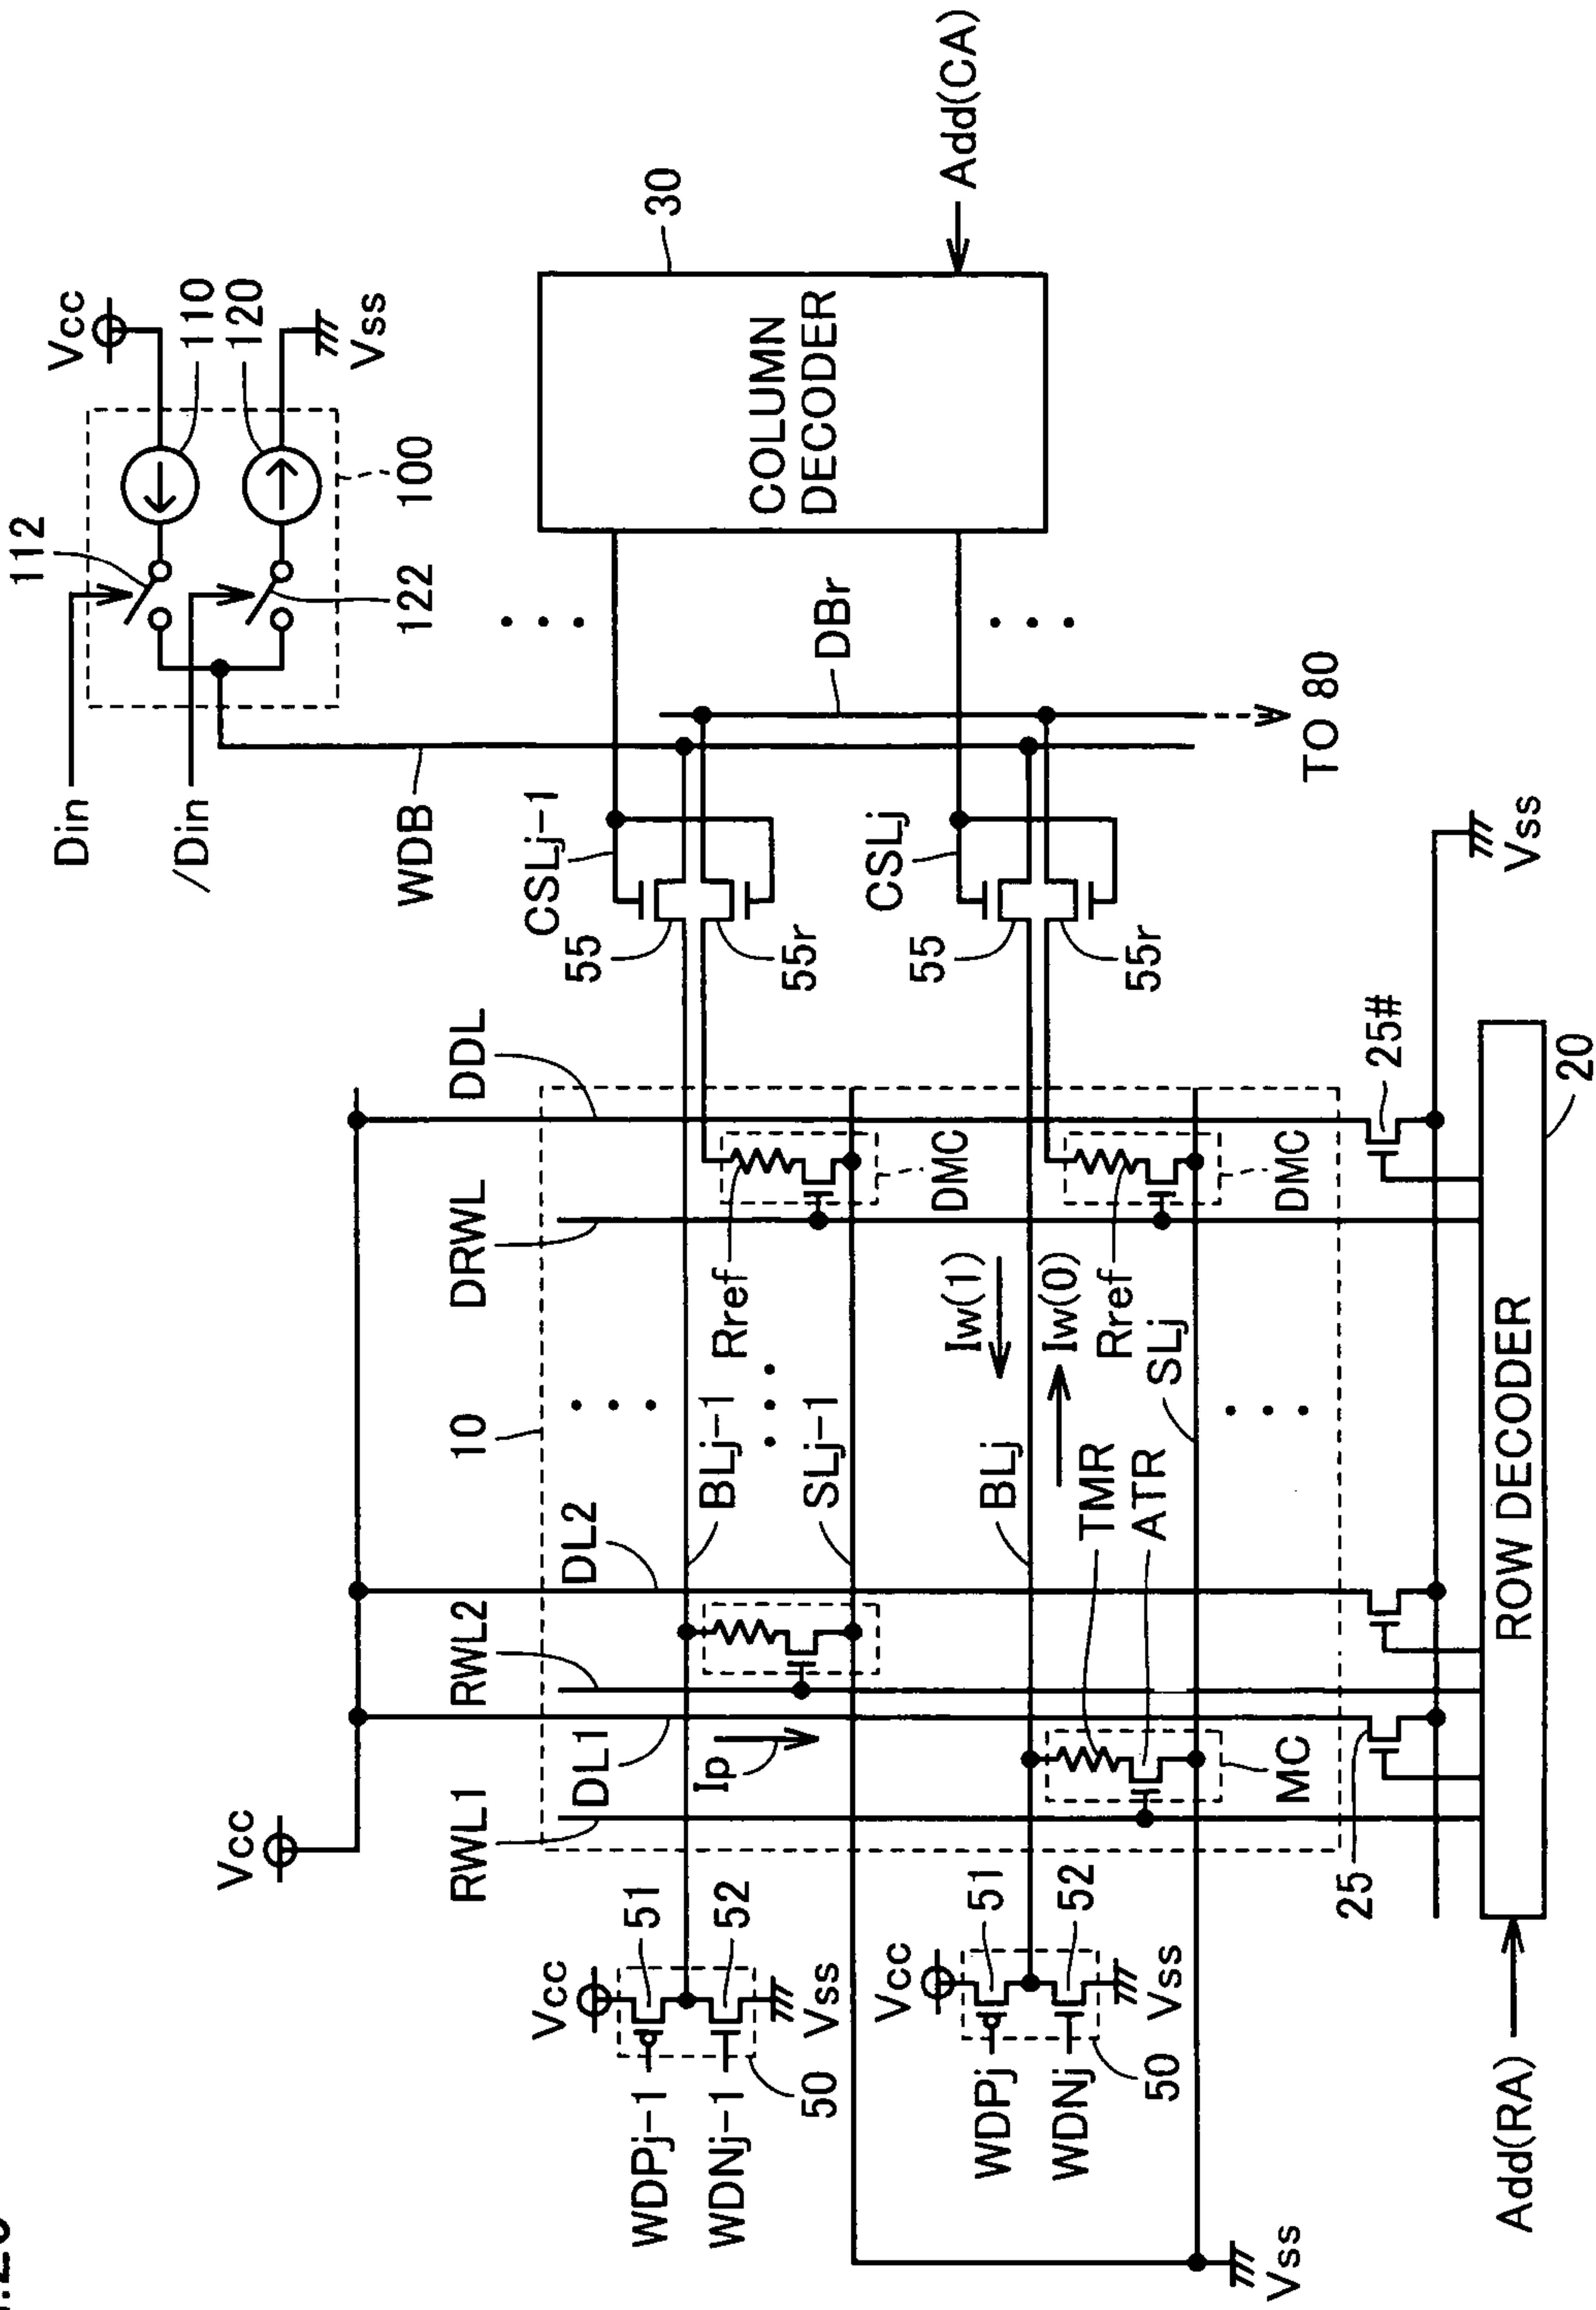 Vcc
112
110
120
Din
/Din
Vss
100
122
WDB
30
COLUMN
DECODER
Add(CA)
CSLj-1
DBr
CSLj
TO 80
55
55r
55
55r
Vcc
RWL1
RWL2
DL2
10
DRWL
DDL
DL1
Ip
BLj-1
SLj-1
Rref
DMC
BLj
Iw(1)
Iw(0)
TMR
ATR
SLj
Rref
DMC
MC
Vcc
51
52
WDPj-1
WDNj-1
Vss
50
Vcc
51
52
WDPj
WDNj
Vss
50
25
25#
Vss
Vss
Add(RA)
ROW DECODER
20